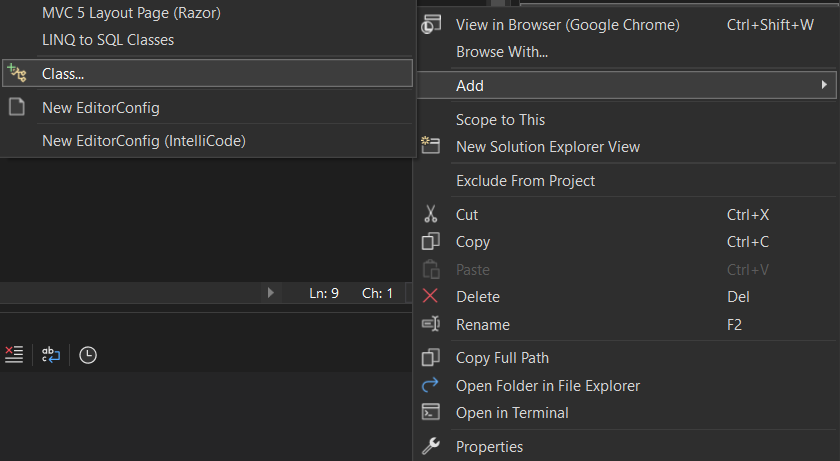 MVC 5 Layout Page (Razor)
LINQ to SQL Classes
Class...
New EditorConfig
New EditorConfig (IntelliCode)
Ln: 9 Ch: 1
View in Browser (Google Chrome) Ctrl+Shift+W
Browse With...
Add
Scope to This
New Solution Explorer View
Exclude From Project
Cut Ctrl+X
Copy Ctrl+C
Paste Ctrl+V
Delete Del
Rename F2
Copy Full Path
Open Folder in File Explorer
Open in Terminal
Properties